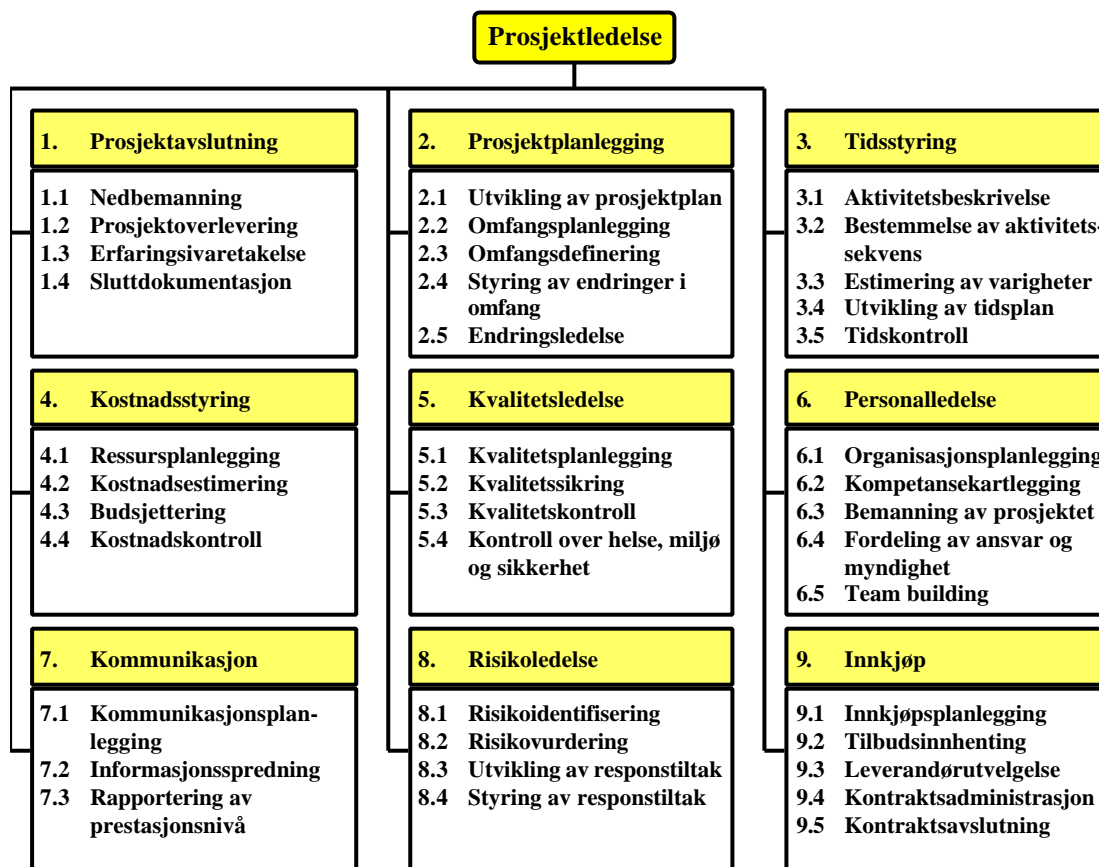 Prosjektledelse
1. Prosjektavslutning
1.1 Nedbemanning
1.2 Prosjektoverlevering
1.3 Erfaringsivaretakelse
1.4 Sluttdokumentasjon
2. Prosjektplanlegging
2.1 Utvikling av prosjektplan
2.2 Omfangsplanlegging
2.3 Omfangsdefinering
2.4 Styring av endringer i
omfang
2.5 Endringsledelse
3. Tidsstyring
3.1 Aktivitetsbeskrivelse
3.2 Bestemmelse av aktivitets-
sekvens
3.3 Estimering av varigheter
3.4 Utvikling av tidsplan
3.5 Tidskontroll
4. Kostnadsstyring
4.1 Ressursplanlegging
4.2 Kostnadsestimering
4.3 Budsjettering
4.4 Kostnadskontroll
5. Kvalitetsledelse
5.1 Kvalitetsplanlegging
5.2 Kvalitetssikring
5.3 Kvalitetskontroll
5.4 Kontroll over helse, miljø
og sikkerhet
6. Personalledelse
6.1 Organisasjonsplanlegging
6.2 Kompetansekartlegging
6.3 Bemanning av prosjektet
6.4 Fordeling av ansvar og
myndighet
6.5 Team building
7. Kommunikasjon
7.1 Kommunikasjonsplan-
legging
7.2 Informasjonsspredning
7.3 Rapportering av
prestasjonsnivå
8. Risikoledelse
8.1 Risikoidentifisering
8.2 Risikovurdering
8.3 Utvikling av responstiltak
8.4 Styring av responstiltak
9. Innkjøp
9.1 Innkjøpsplanlegging
9.2 Tilbudsinnhenting
9.3 Leverandørutvelgelse
9.4 Kontraktsadministrasjon
9.5 Kontraktsavslutning